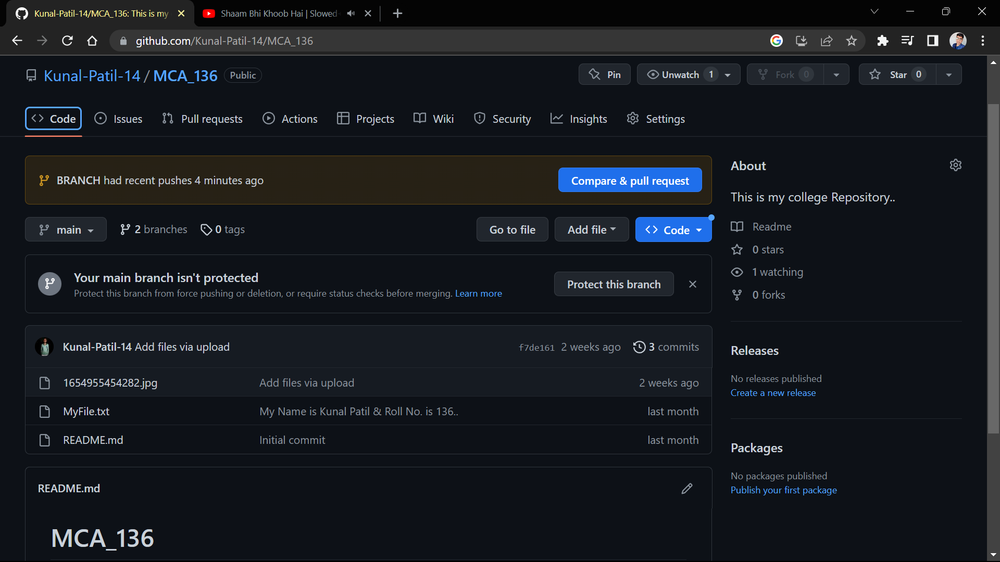 Kunal-Patil-14/MCA_136: This is my
Shaam Bhi Khoob Hai | Slowed
github.com/Kunal-Patil-14/MCA_136
Kunal-Patil-14 / MCA_136 Public
Pin
Unwatch 1
Fork 0
Star 0
Code
Issues
Pull requests
Actions
Projects
Wiki
Security
Insights
Settings
BRANCH had recent pushes 4 minutes ago
Compare & pull request
main
2 branches
0 tags
Go to file
Add file
Code
Your main branch isn't protected
Protect this branch from force pushing or deletion, or require status checks before merging. Learn more
Protect this branch
Kunal-Patil-14 Add files via upload f7de161 2 weeks ago 3 commits
1654955454282.jpg Add files via upload 2 weeks ago
MyFile.txt My Name is Kunal Patil & Roll No. is 136.. last month
README.md Initial commit last month
README.md
MCA_136
About
This is my college Repository..
Readme
0 stars
1 watching
0 forks
Releases
No releases published
Create a new release
Packages
No packages published
Publish your first package